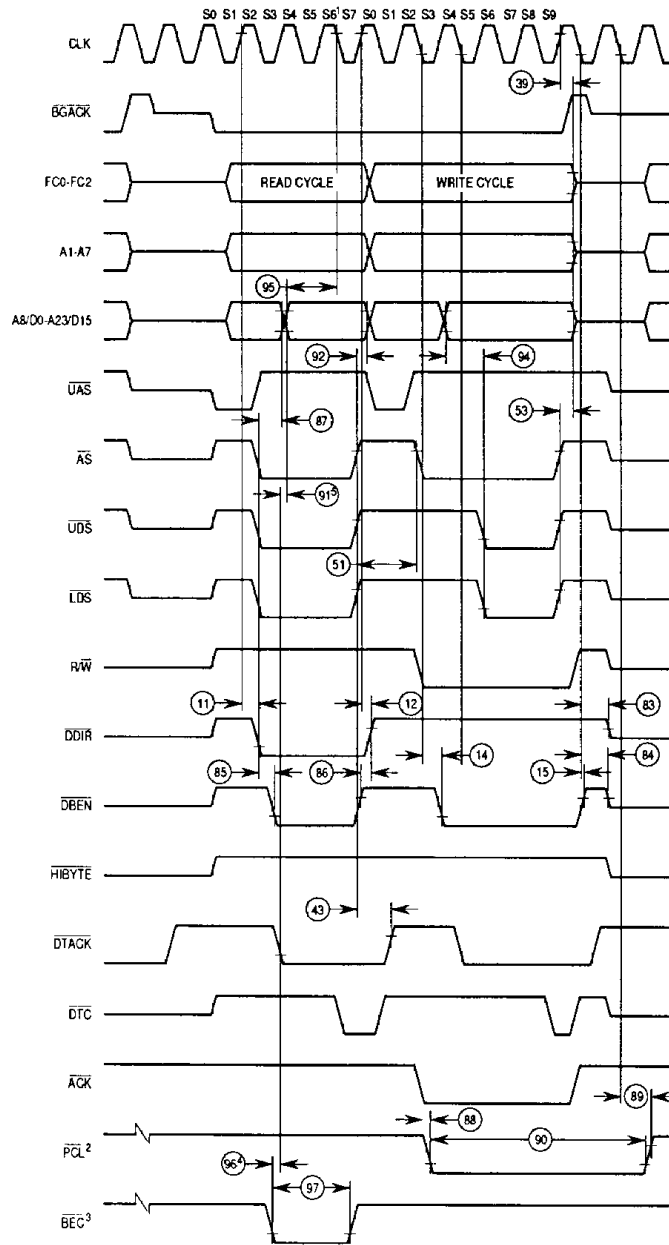 S0 S1 S2 S3 S4 S5 S6¹ S7 S0 S1 S2 S3 S4 S5 S6 S7 S8 S9
CLK
39
BGACK
FC0-FC2 READ CYCLE WRITE CYCLE
A1-A7
95
A8/D0-A23/D15
92 94
UAS
87 53
AS
91⁵
UDS
51
LDS
R/W
11 12 83
DDIR
85 86 14 15 84
DBEN
HIBYTE
43
DTACK
DTC
ACK
89
88
PCL² 90
96⁴ 97
BEC³